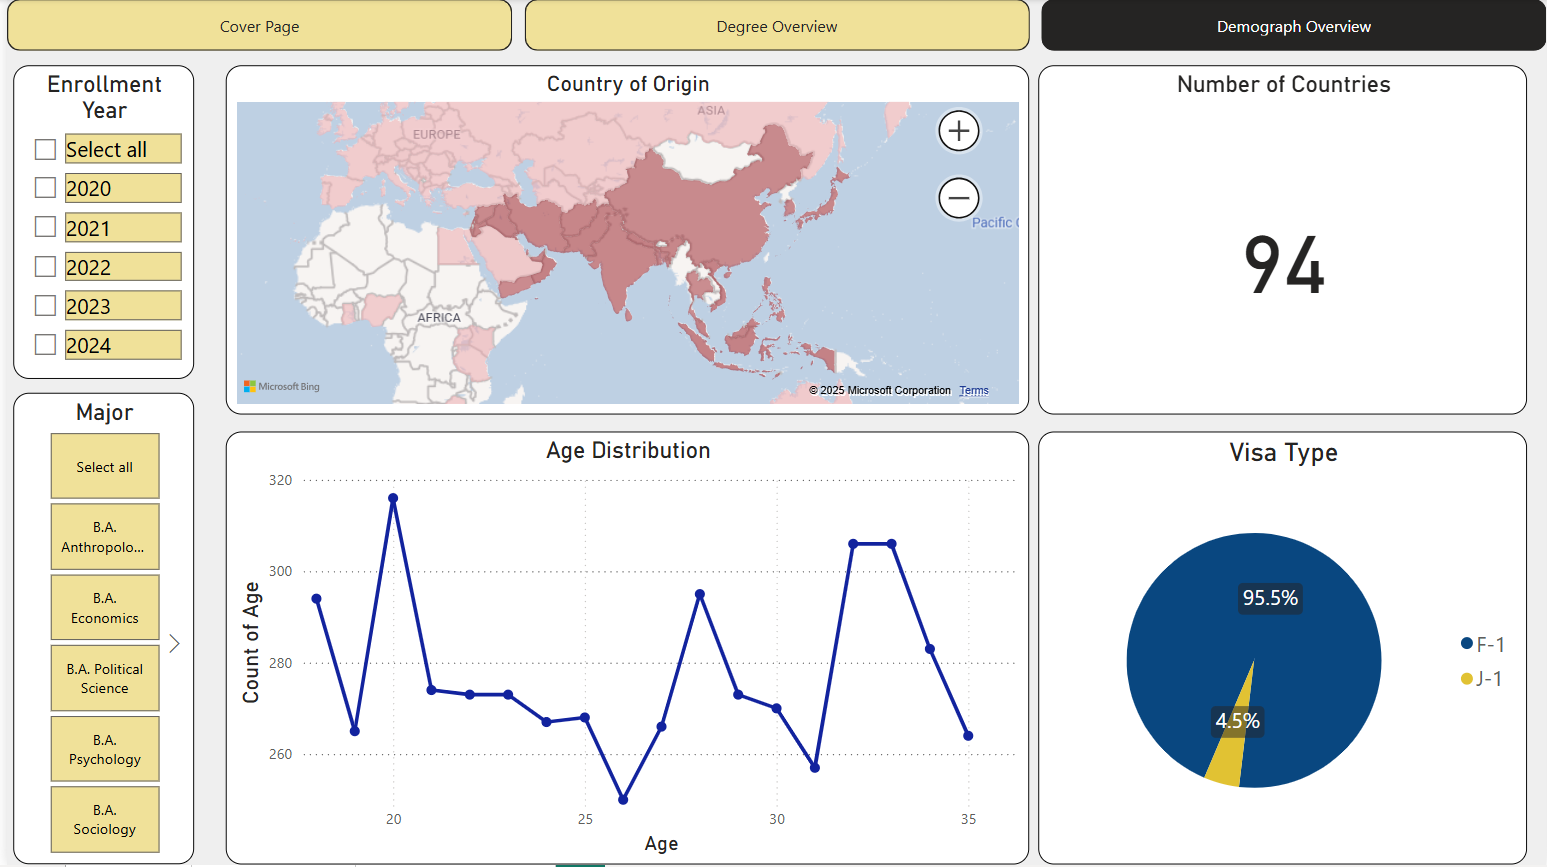 Cover Page
Degree Overview
Demograph Overview
Enrollment
Year
Select all
2020
2021
2022
2023
2024
Major
Select all
B.A.
Anthropolo...
B.A.
Economics
B.A. Political
Science
B.A.
Psychology
B.A.
Sociology
Country of Origin
ASIA
EUROPE
AFRICA
Pacific
Microsoft Bing
© 2025 Microsoft Corporation Terms
Number of Countries
94
Age Distribution
Count of Age
320
300
280
260
20
25
30
35
Age
Visa Type
95.5%
4.5%
F-1
J-1